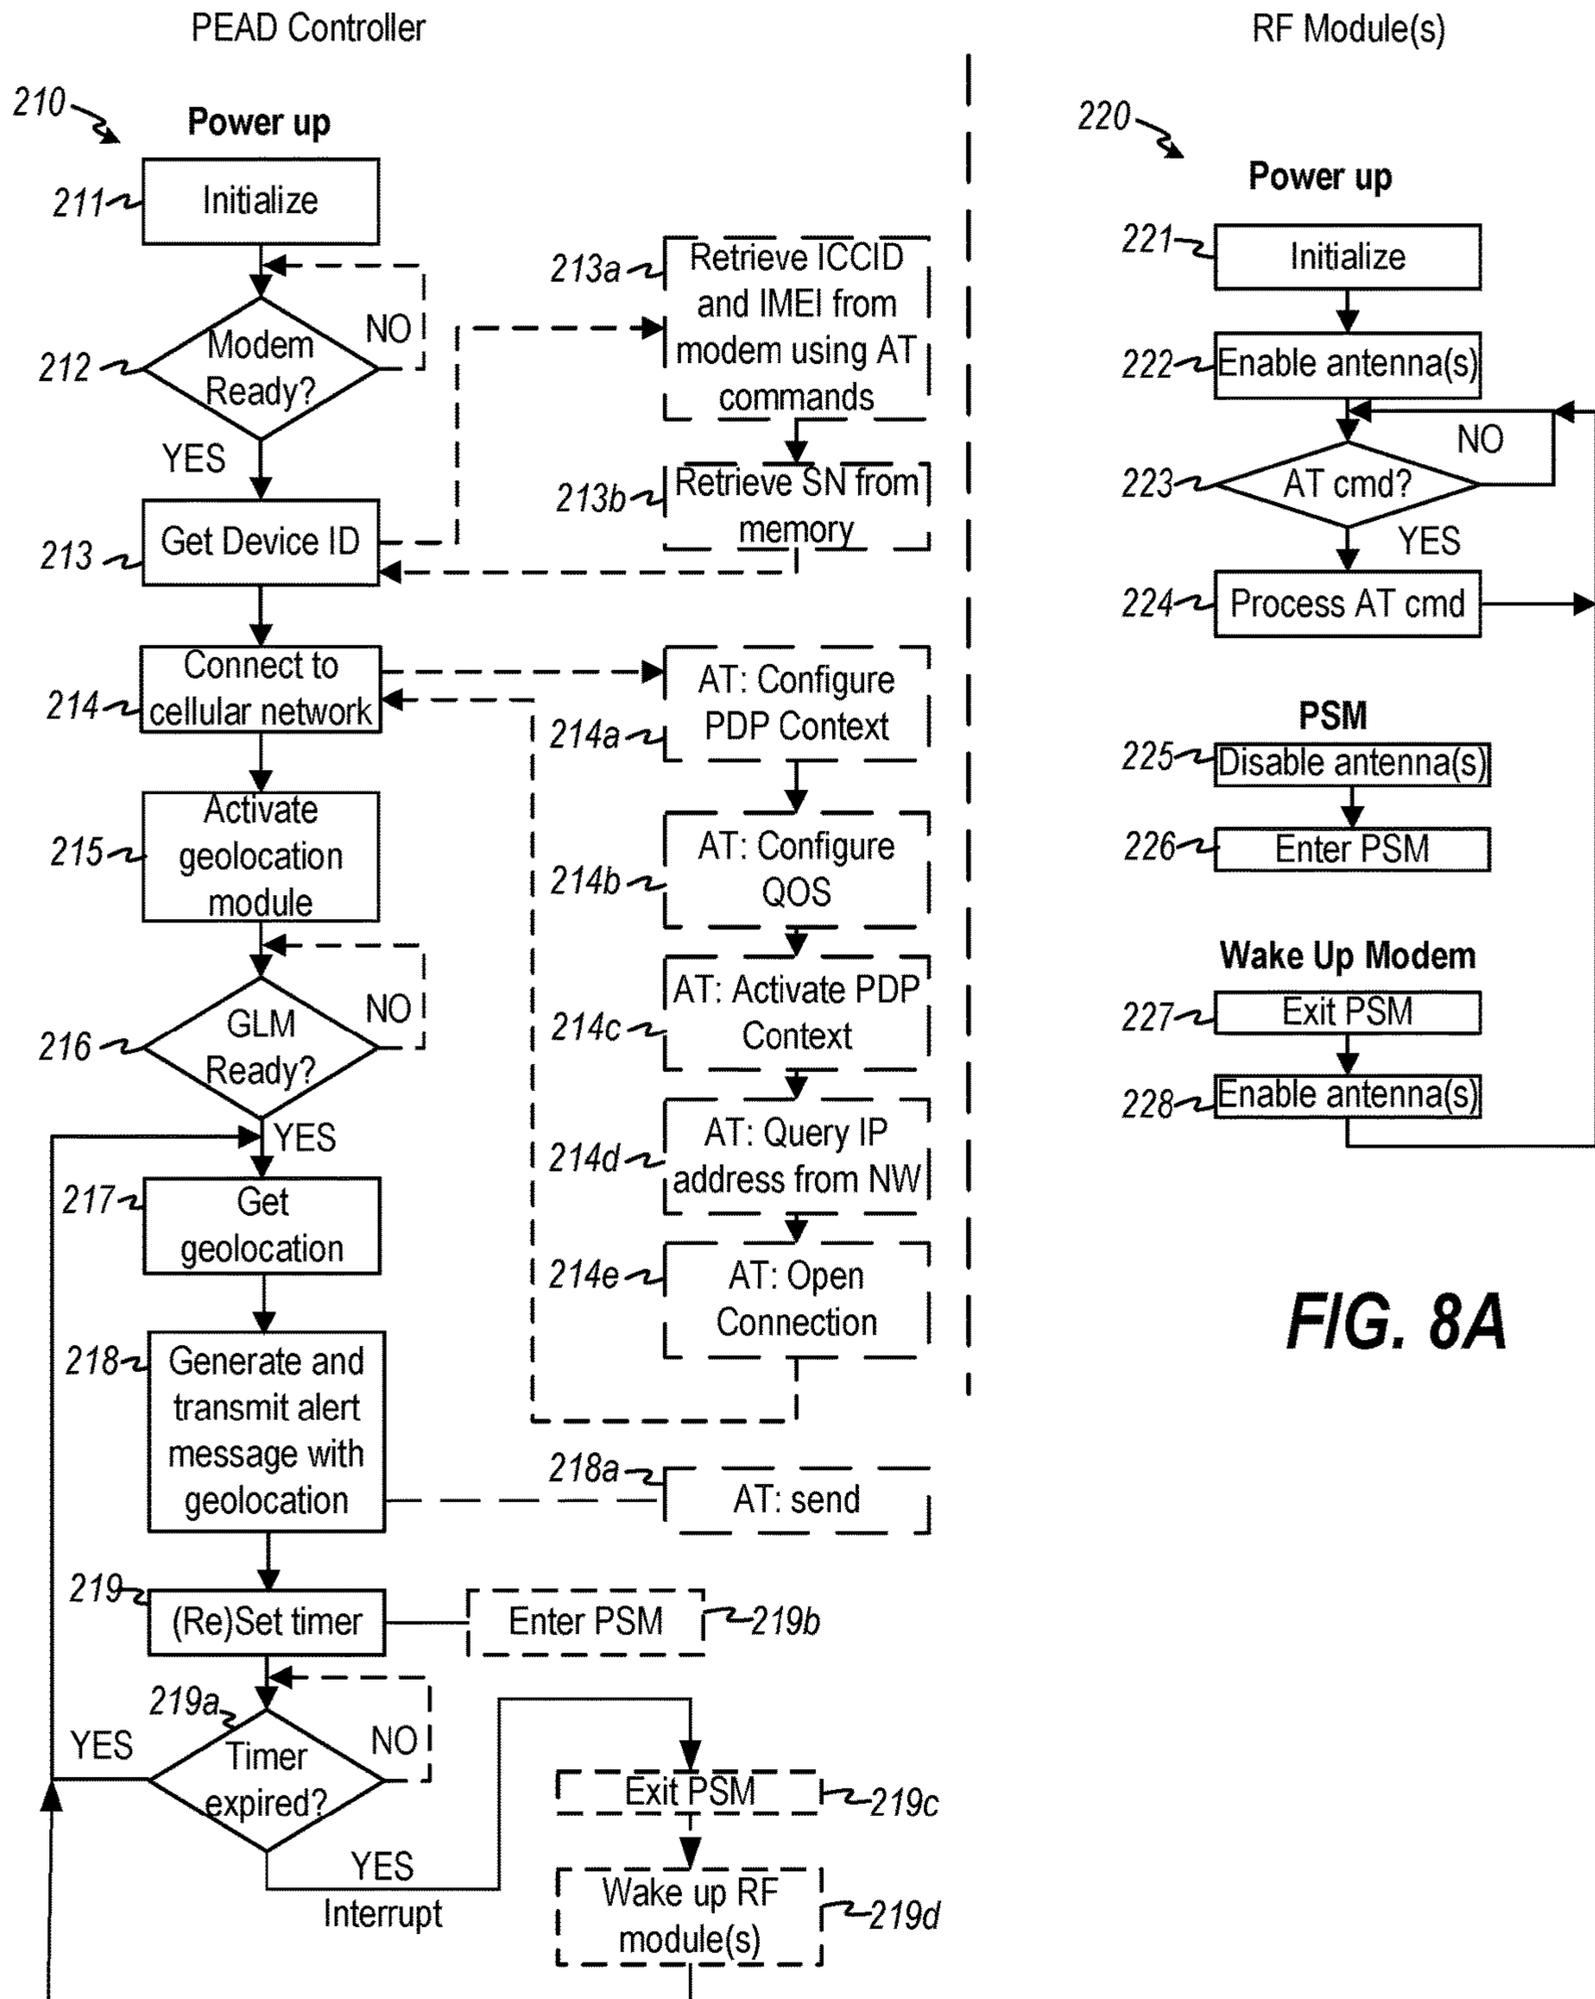 PEAD Controller
210
Power up
211
Initialize
212
Modem
Ready?
NO
YES
213
Get Device ID
213a
Retrieve ICCID
and IMEI from
modem using AT
commands
213b
Retrieve SN from
memory
214
Connect to
cellular network
214a
AT: Configure
PDP Context
214b
AT: Configure
QOS
214c
AT: Activate PDP
Context
214d
AT: Query IP
address from NW
214e
AT: Open
Connection
215
Activate
geolocation
module
216
GLM
Ready?
NO
YES
217
Get
geolocation
218
Generate and
transmit alert
message with
geolocation
218a
AT: send
219
(Re)Set timer
Enter PSM
219b
219a
Timer
expired?
NO
YES
YES
Interrupt
Exit PSM
219c
Wake up RF
module(s)
219d
RF Module(s)
220
Power up
221
Initialize
222
Enable antenna(s)
223
AT cmd?
NO
YES
224
Process AT cmd
PSM
225
Disable antenna(s)
226
Enter PSM
Wake Up Modem
227
Exit PSM
228
Enable antenna(s)
FIG. 8A